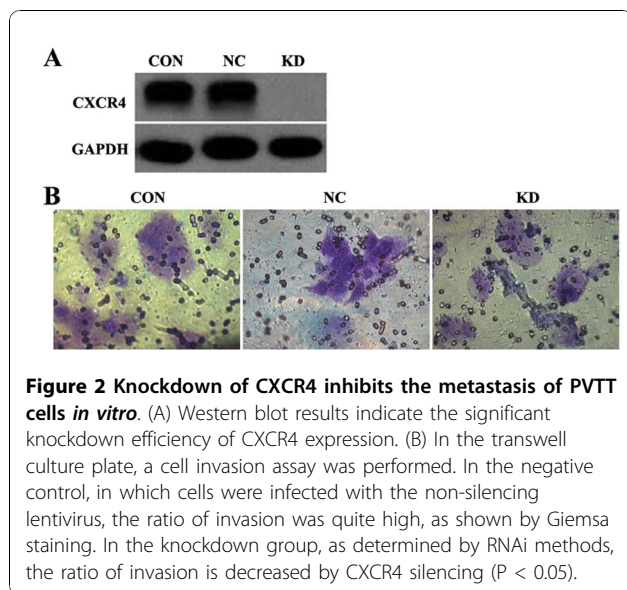 A
CON NC KD
CXCR4
GAPDH
B
CON NC KD
Figure 2 Knockdown of CXCR4 inhibits the metastasis of PVTT
cells in vitro. (A) Western blot results indicate the significant
knockdown efficiency of CXCR4 expression. (B) In the transwell
culture plate, a cell invasion assay was performed. In the negative
control, in which cells were infected with the non-silencing
lentivirus, the ratio of invasion was quite high, as shown by Giemsa
staining. In the knockdown group, as determined by RNAi methods,
the ratio of invasion is decreased by CXCR4 silencing (P < 0.05).